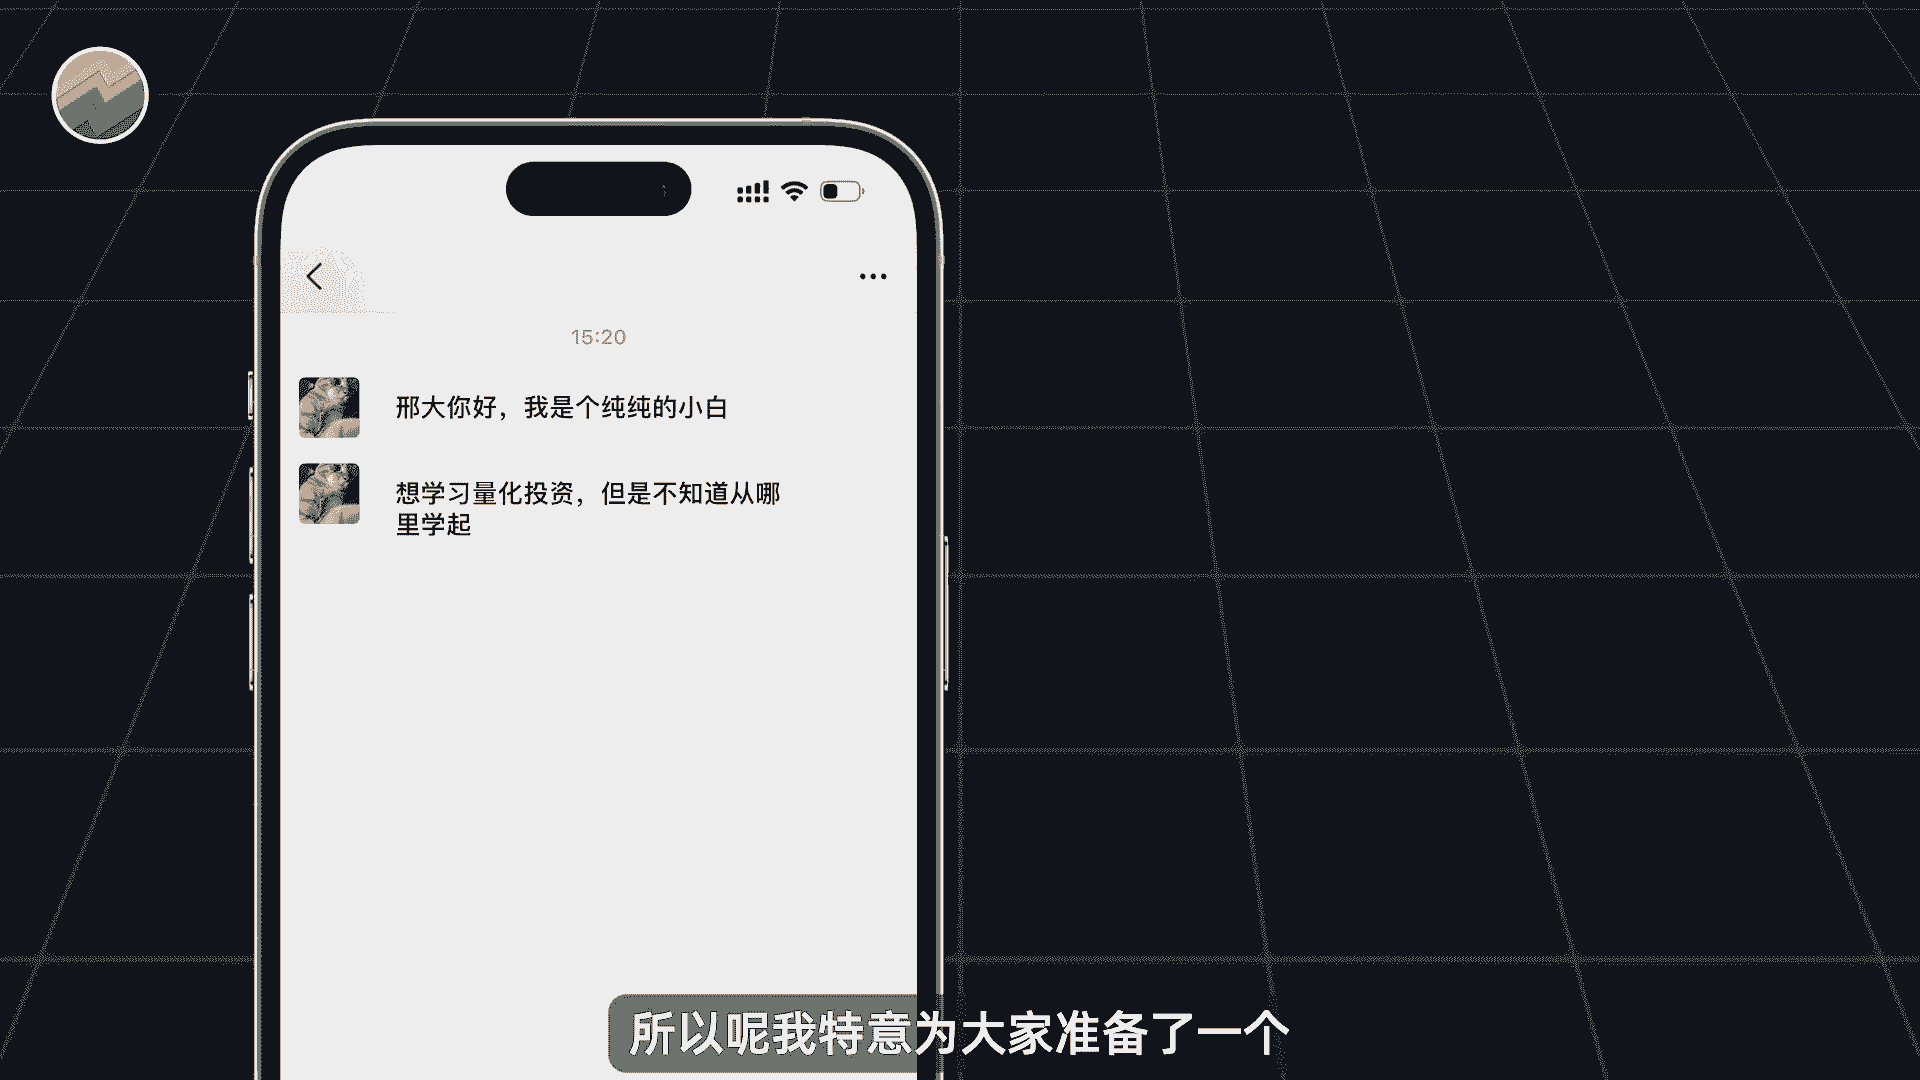 15:20
邢大你好，我是个纯纯的小白
想学习量化投资，但是不知道从哪
里学起
所以呢我特意为大家准备了一个